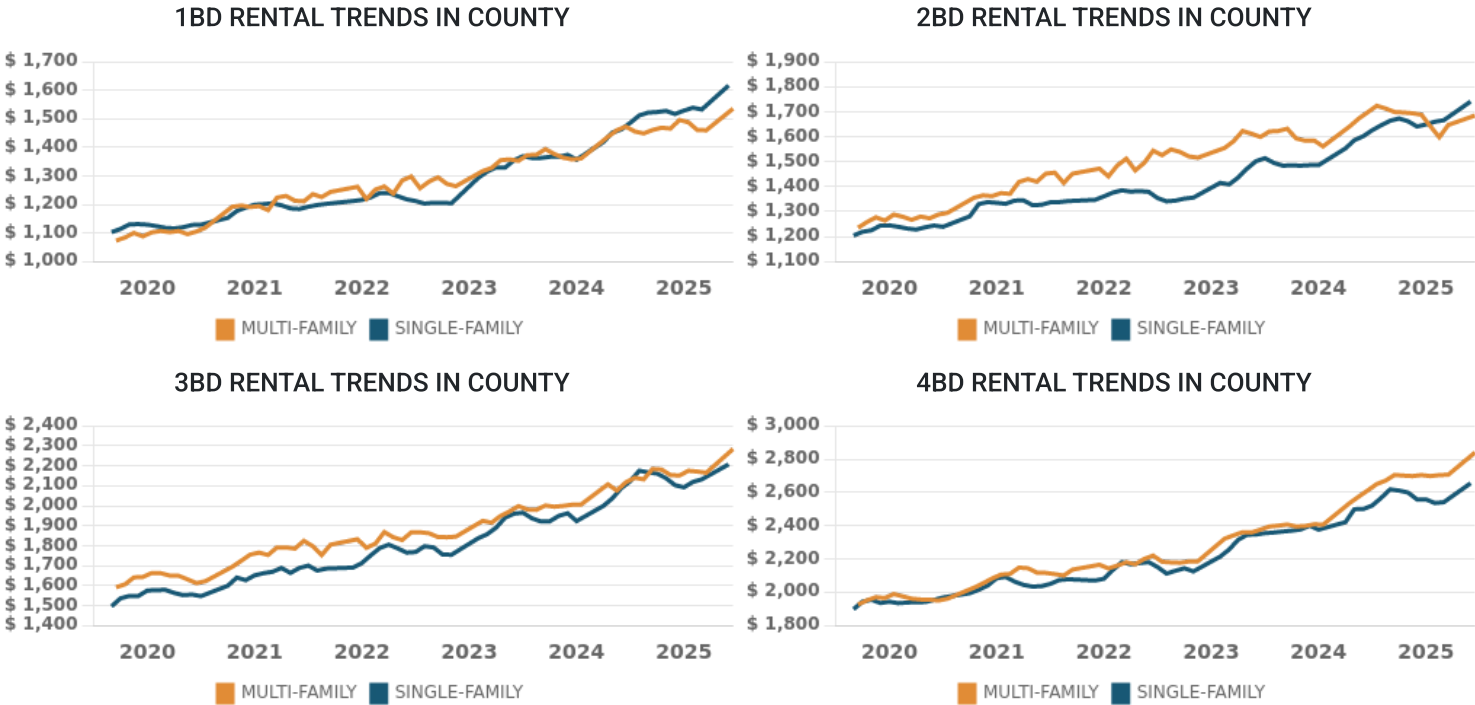 1BD RENTAL TRENDS IN COUNTY
$ 1,700
$ 1,600
$ 1,500
$ 1,400
$ 1,300
$ 1,200
$ 1,100
$ 1,000
2020 2021 2022 2023 2024 2025
MULTI-FAMILY SINGLE-FAMILY
2BD RENTAL TRENDS IN COUNTY
$ 1,900
$ 1,800
$ 1,700
$ 1,600
$ 1,500
$ 1,400
$ 1,300
$ 1,200
$ 1,100
2020 2021 2022 2023 2024 2025
MULTI-FAMILY SINGLE-FAMILY
3BD RENTAL TRENDS IN COUNTY
$ 2,400
$ 2,300
$ 2,200
$ 2,100
$ 2,000
$ 1,900
$ 1,800
$ 1,700
$ 1,600
$ 1,500
$ 1,400
2020 2021 2022 2023 2024 2025
MULTI-FAMILY SINGLE-FAMILY
4BD RENTAL TRENDS IN COUNTY
$ 3,000
$ 2,800
$ 2,600
$ 2,400
$ 2,200
$ 2,000
$ 1,800
2020 2021 2022 2023 2024 2025
MULTI-FAMILY SINGLE-FAMILY